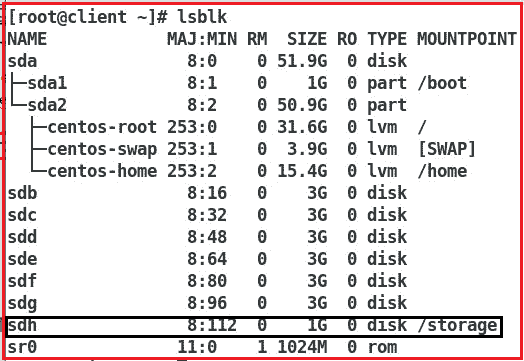 [root@client ~]# lsblk
NAME            MAJ:MIN RM  SIZE RO TYPE MOUNTPOINT
sda               8:0    0 51.9G  0 disk
├─sda1            8:1    0    1G  0 part /boot
└─sda2            8:2    0 50.9G  0 part
  ├─centos-root 253:0    0 31.6G  0 lvm  /
  ├─centos-swap 253:1    0  3.9G  0 lvm  [SWAP]
  └─centos-home 253:2    0 15.4G  0 lvm  /home
sdb               8:16   0    3G  0 disk
sdc               8:32   0    3G  0 disk
sdd               8:48   0    3G  0 disk
sde               8:64   0    3G  0 disk
sdf               8:80   0    3G  0 disk
sdg               8:96   0    3G  0 disk
sdh               8:112  0    1G  0 disk /storage
sr0              11:0    1 1024M  0 rom